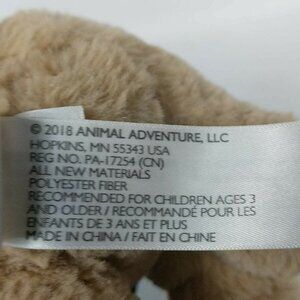 © 2018 ANIMAL ADVENTURE, LLC
HOPKINS, MN 55343 USA
REG NO. PA-17254 (CN)
ALL NEW MATERIALS
POLYESTER FIBER
RECOMMENDED FOR CHILDREN AGES 3
AND OLDER / RECOMMANDÉ POUR LES
ENFANTS DE 3 ANS ET PLUS
MADE IN CHINA / FAIT EN CHINE